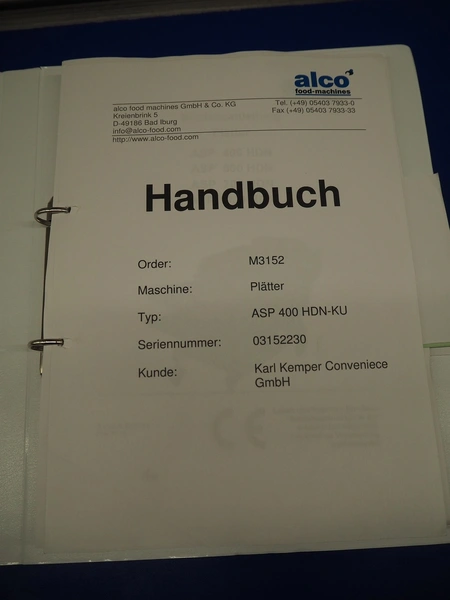 alco
food-machines
alco food machines GmbH & Co. KG
Kreienbrink 5
D-49186 Bad Iburg
info@alco-food.com
http://www.alco-food.com
Tel. (+49) 05403 7933-0
Fax (+49) 05403 7933-33
Handbuch
Order: M3152
Maschine: Plätter
Typ: ASP 400 HDN-KU
Seriennummer: 03152230
Kunde: Karl Kemper Conveniece
GmbH